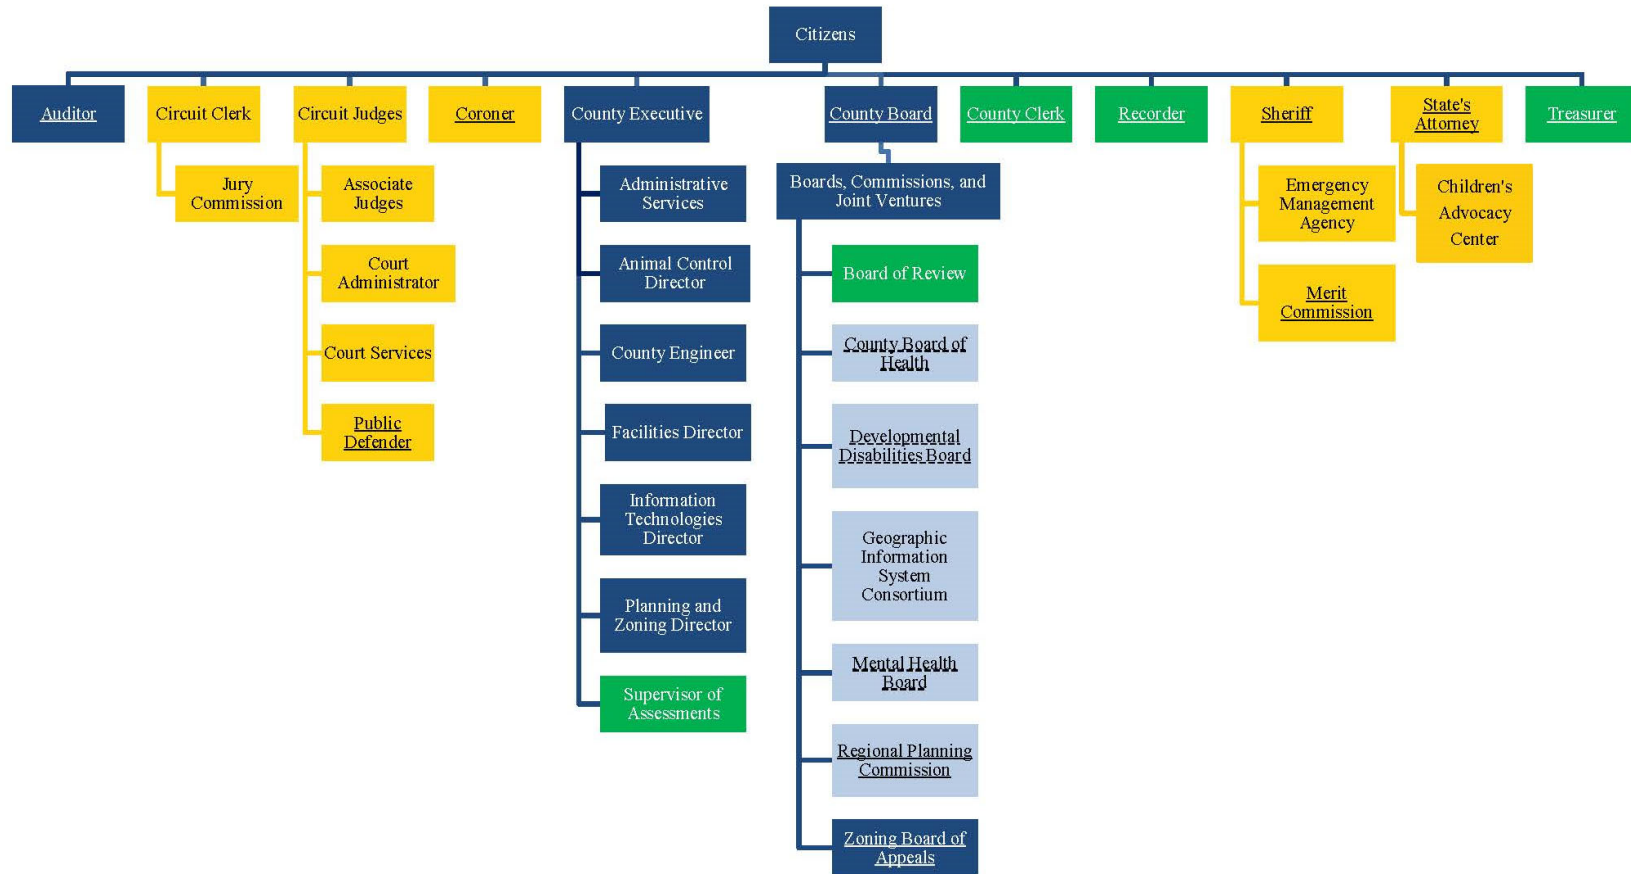 Citizens
Auditor
Circuit Clerk
Circuit Judges
Coroner
County Executive
County Board
County Clerk
Recorder
Sheriff
State's
Attorney
Treasurer
Jury
Commission
Associate
Judges
Court
Administrator
Court Services
Public
Defender
Administrative
Services
Animal Control
Director
County Engineer
Facilities Director
Information
Technologies
Director
Planning and
Zoning Director
Supervisor of
Assessments
Boards, Commissions, and
Joint Ventures
Board of Review
County Board of
Health
Developmental
Disabilities Board
Geographic
Information
System
Consortium
Mental Health
Board
Regional Planning
Commission
Zoning Board of
Appeals
Emergency
Management
Agency
Merit
Commission
Children's
Advocacy
Center